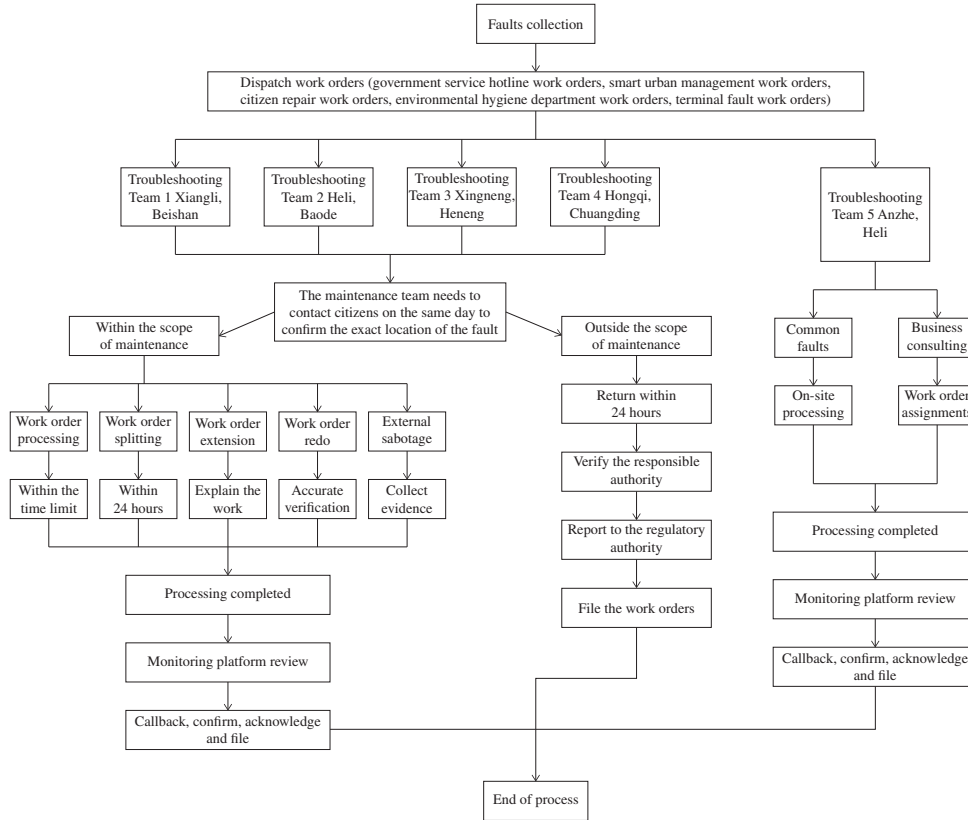 Faults collection
Dispatch work orders (government service hotline work orders, smart urban management work orders,
citizen repair work orders, environmental hygiene department work orders, terminal fault work orders)
Troubleshooting
Team 1 Xiangli,
Beishan
Troubleshooting
Team 2 Heli,
Baode
Troubleshooting
Team 3 Xingneng,
Heneng
Troubleshooting
Team 4 Hongqi,
Chuangding
Troubleshooting
Team 5 Anzhe,
Heli
The maintenance team needs to
contact citizens on the same day to
confirm the exact location of the fault
Within the scope
of maintenance
Outside the scope
of maintenance
Common
faults
Business
consulting
Work order
processing
Work order
splitting
Work order
extension
Work order
redo
External
sabotage
Return within
24 hours
On-site
processing
Work order
assignments
Within the
time limit
Within
24 hours
Explain the
work
Accurate
verification
Collect
evidence
Verify the responsible
authority
Report to the regulatory
authority
File the work orders
Processing completed
Monitoring platform review
Callback, confirm, acknowledge
and file
Processing completed
Monitoring platform review
Callback, confirm, acknowledge
and file
End of process